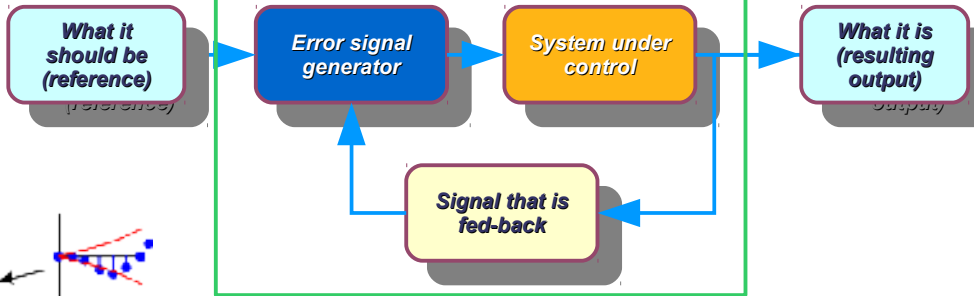 What it
should be
(reference)
Error signal
generator
System under
control
What it is
(resulting
output)
Signal that is
fed-back